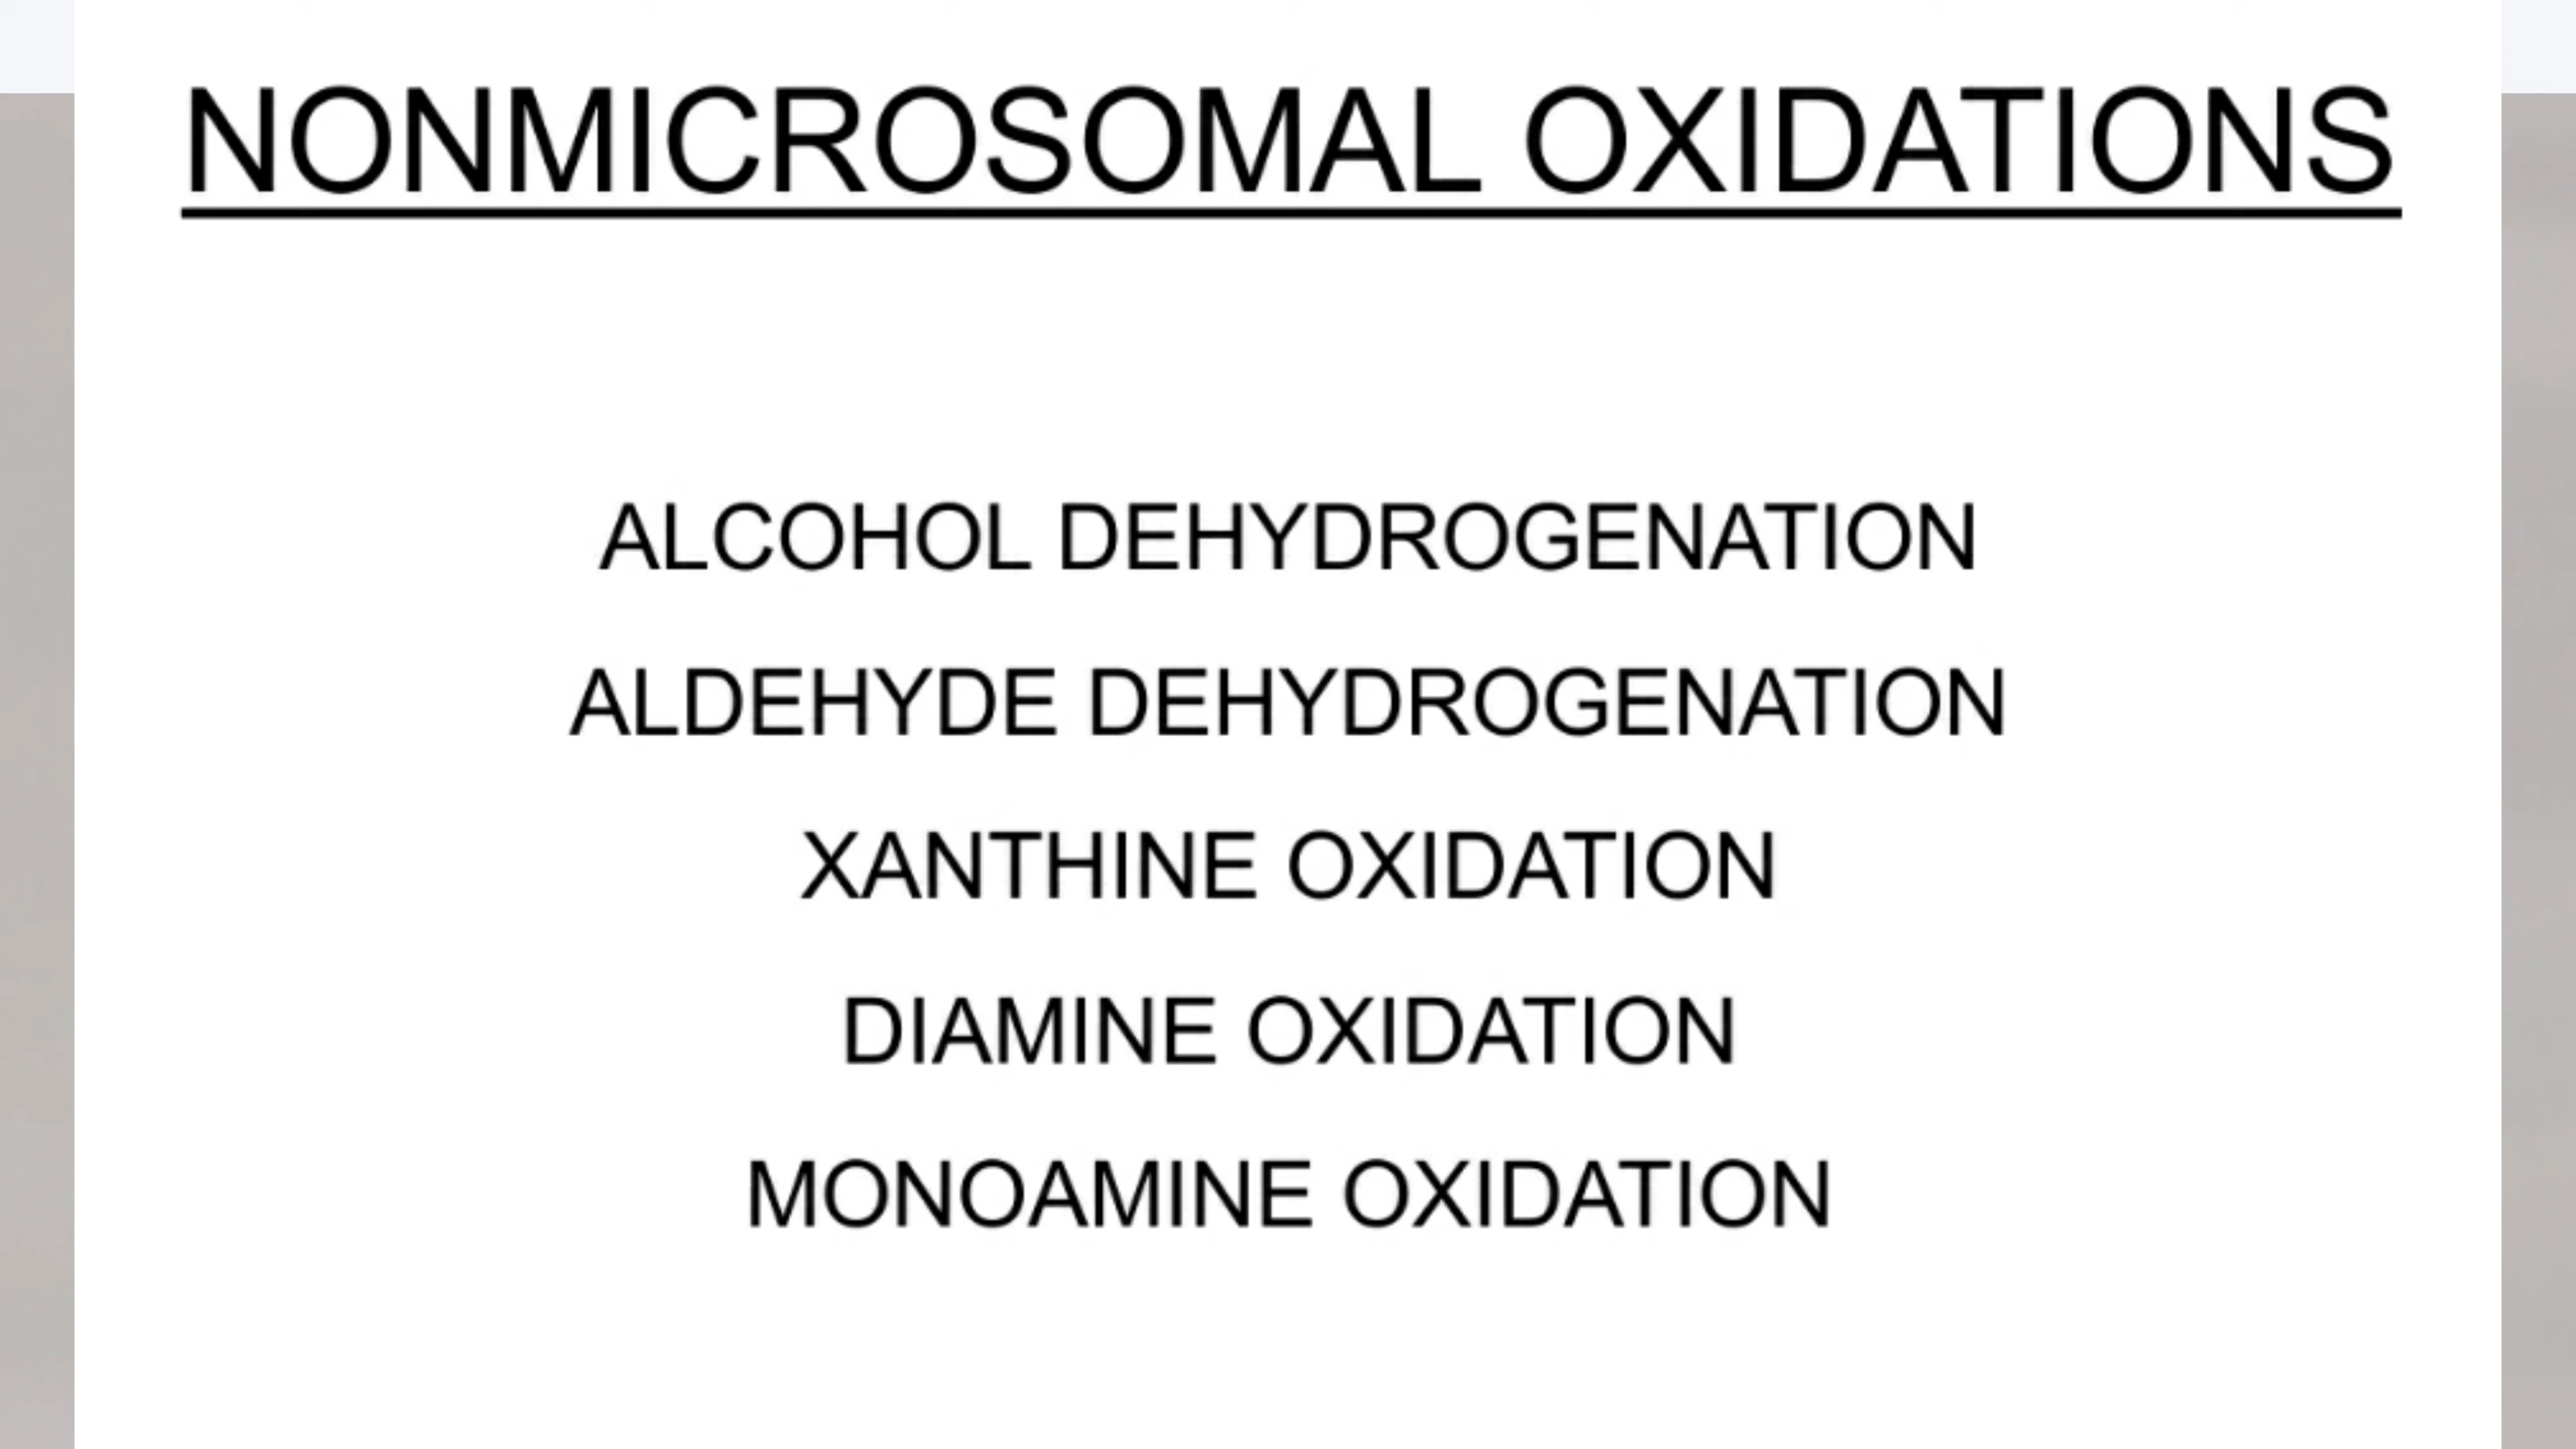 NONMICROSOMAL OXIDATIONS
ALCOHOL DEHYDROGENATION
ALDEHYDE DEHYDROGENATION
XANTHINE OXIDATION
DIAMINE OXIDATION
MONOAMINE OXIDATION